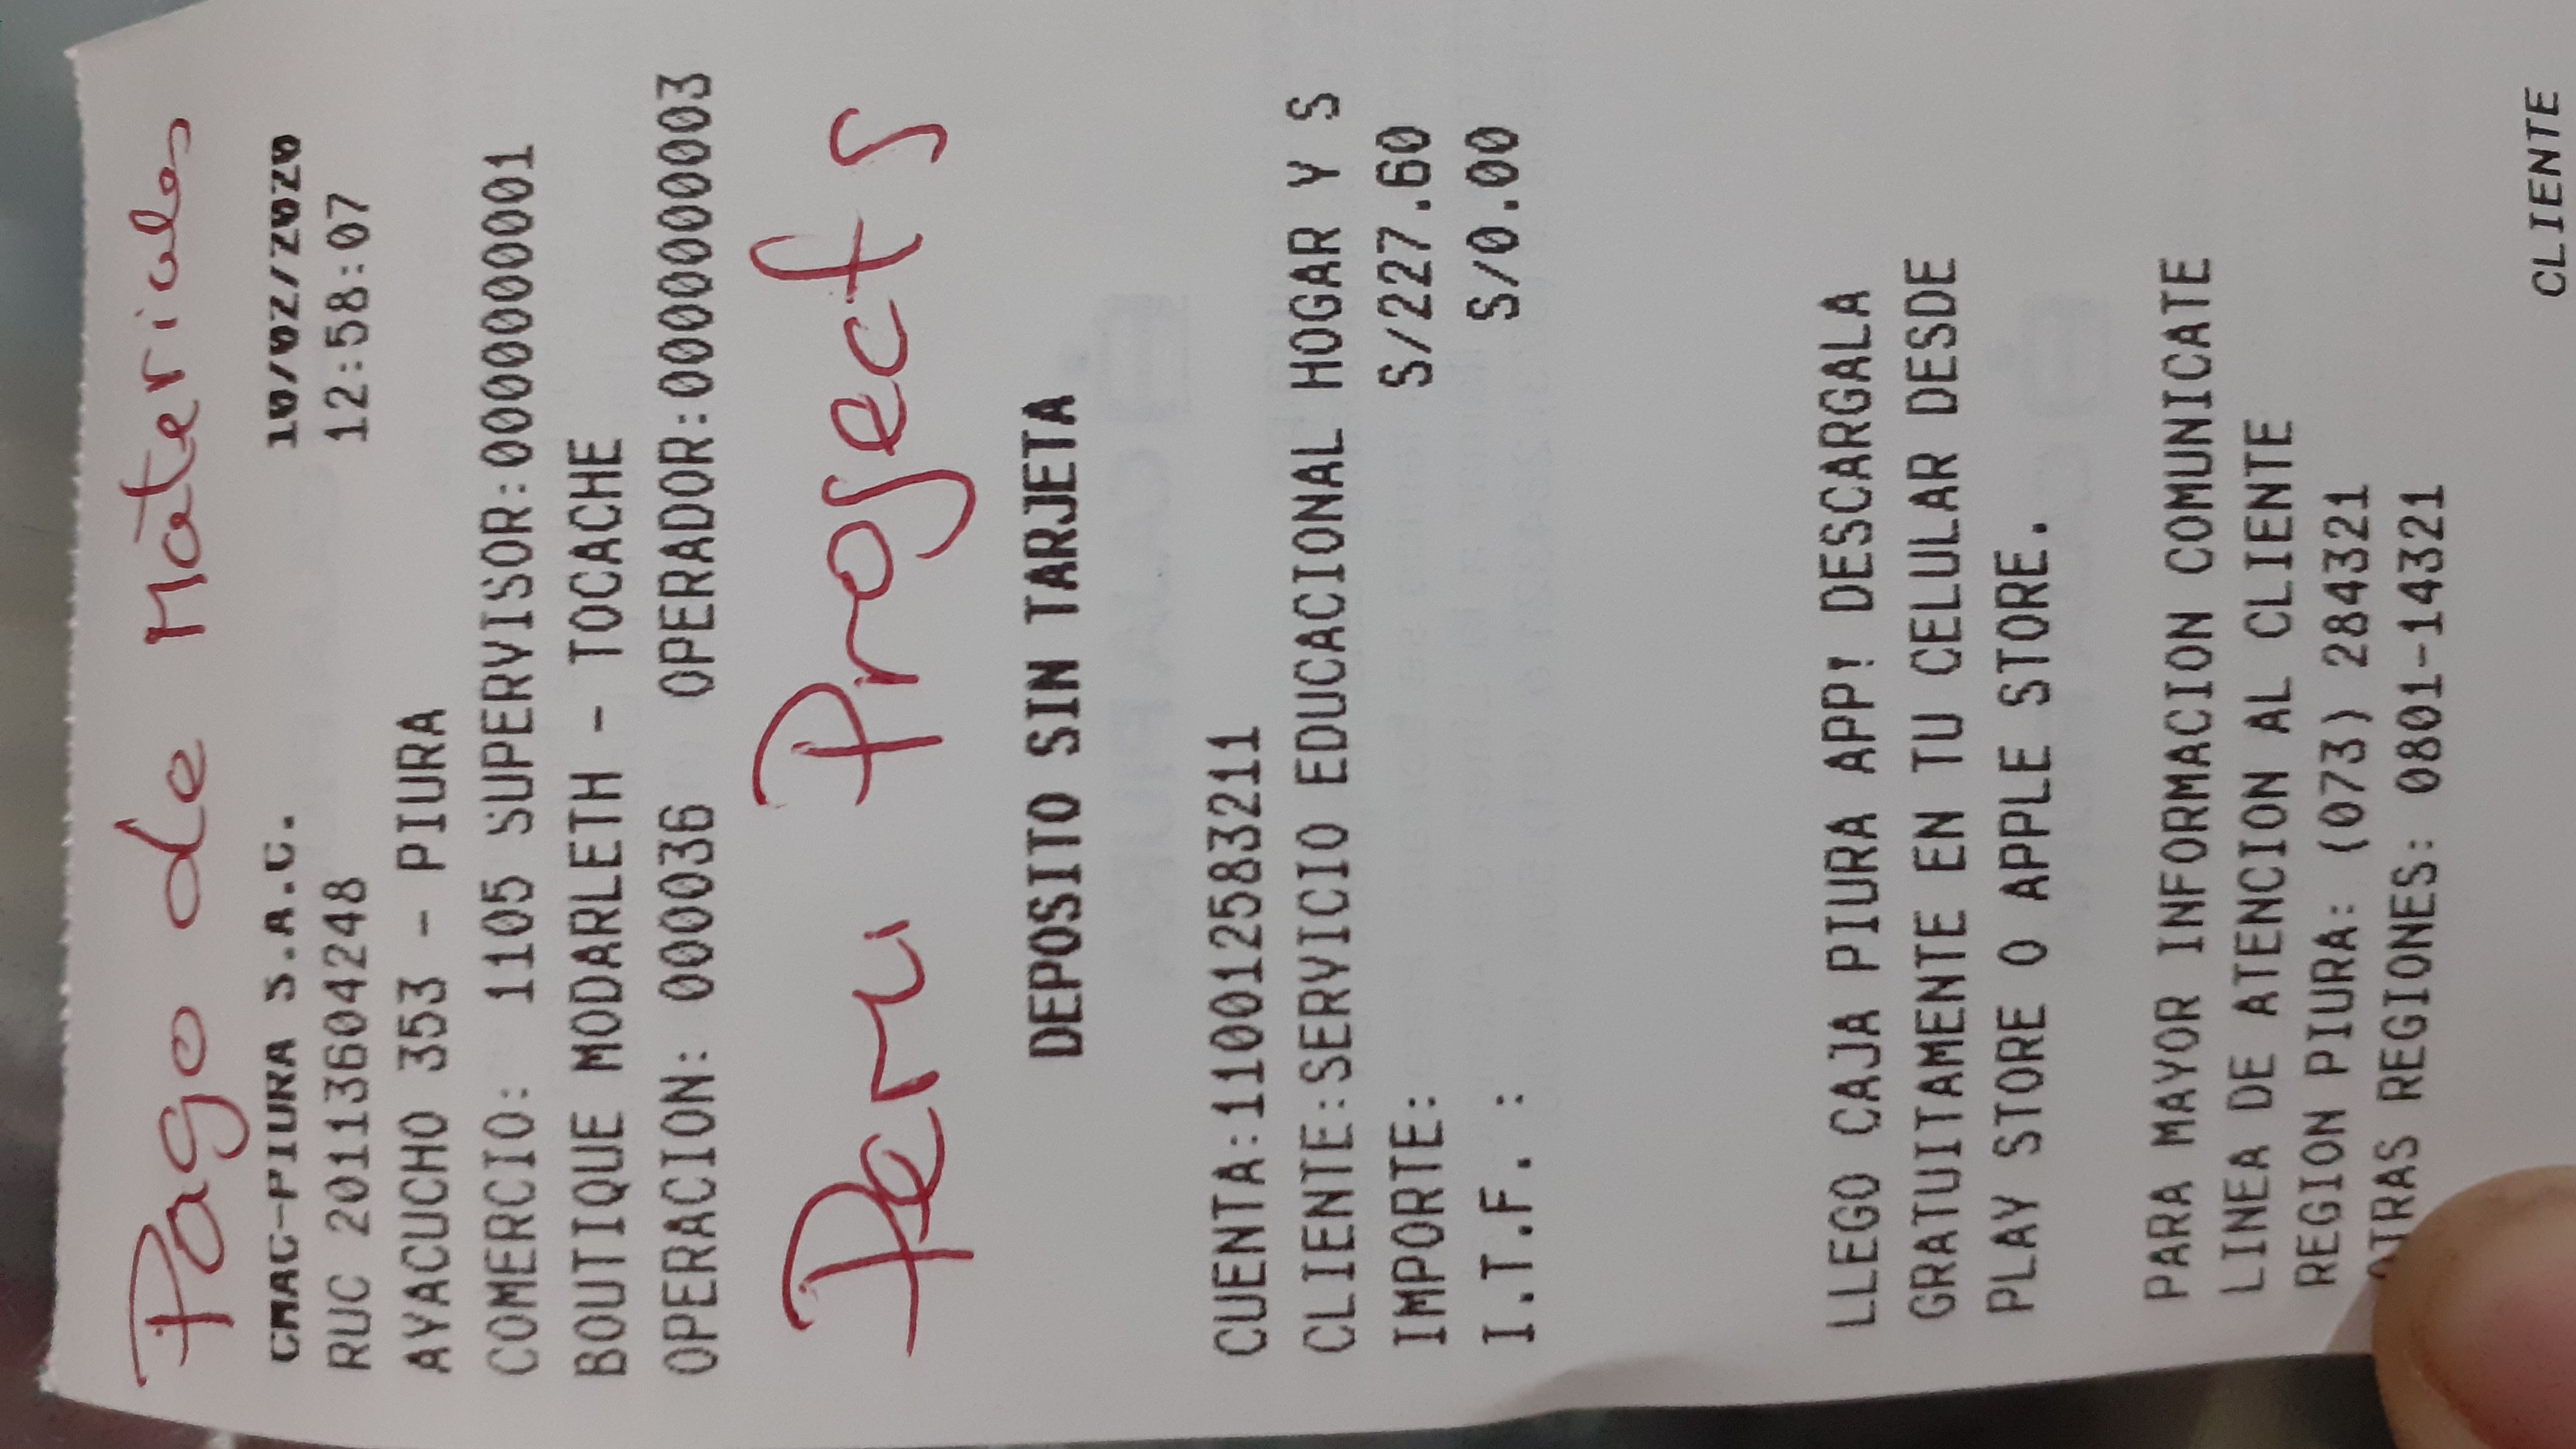 Pago de Materiales
CMAC-PIURA S.A.C. 10/02/2020
RUC 20113604248 12:58:07
AYACUCHO 353 - PIURA
COMERCIO: 1105 SUPERVISOR:0000000001
BOUTIQUE MODARLETH - TOCACHE
OPERACION: 000036 OPERADOR:0000000003
Peru Progect S
DEPOSITO SIN TARJETA
CUENTA:110012583211
CLIENTE:SERVICIO EDUCACIONAL HOGAR Y S
IMPORTE: S/227.60
I.T.F. : S/0.00
LLEGO CAJA PIURA APP! DESCARGALA
GRATUITAMENTE EN TU CELULAR DESDE
PLAY STORE O APPLE STORE.
PARA MAYOR INFORMACION COMUNICATE
LINEA DE ATENCION AL CLIENTE
REGION PIURA: (073) 284321
OTRAS REGIONES: 0801-14321
CLIENTE